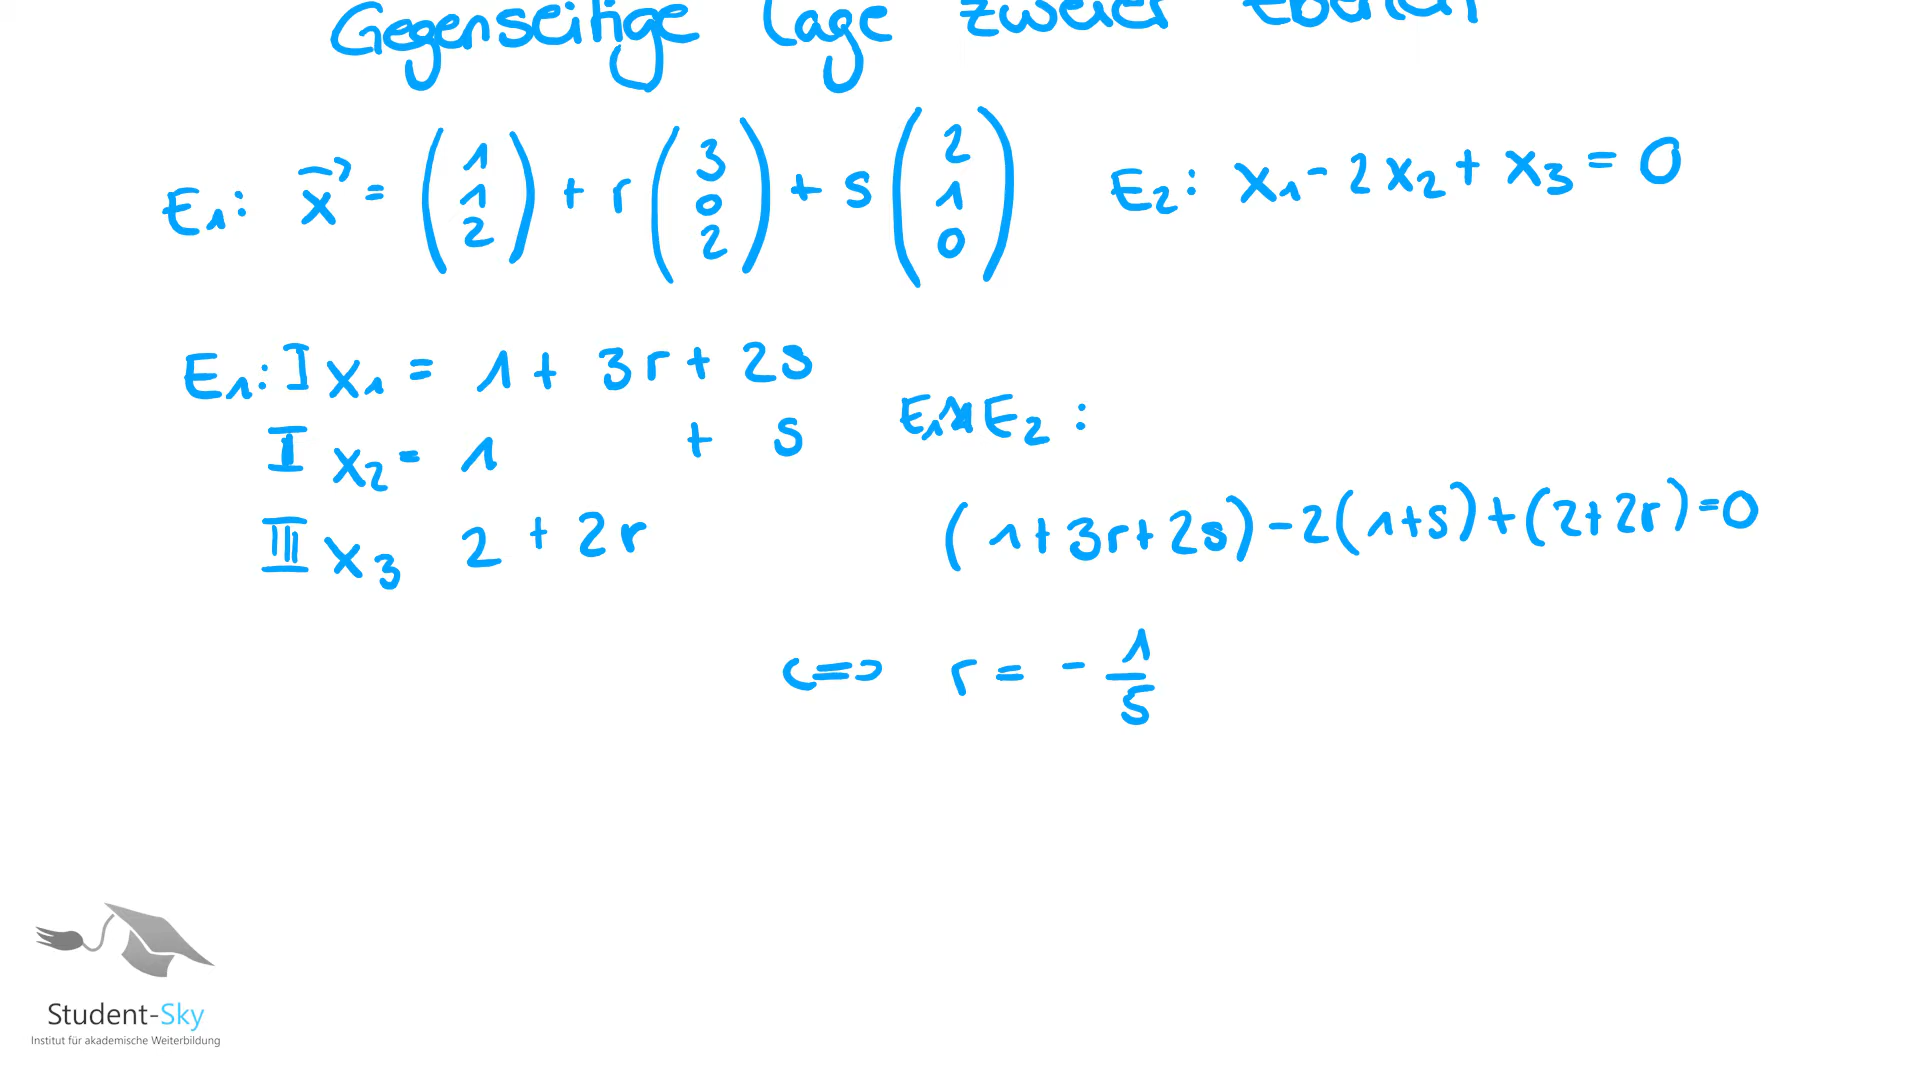 Gegenseitige Lage zweier Ebenen
E₁: x⃗ = (1 1 2) + r (3 0 2) + s (2 1 0) E₂: x₁ - 2x₂ + x₃ = 0
E₁: I x₁ = 1 + 3r + 2s
II x₂ = 1 + s
E₁ E₂ :
III x₃ 2 + 2r
(1+3r+2s)-2(1+s)+(2+2r)=0
⇔ r = - 1/5
Student-Sky
Institut für akademische Weiterbildung